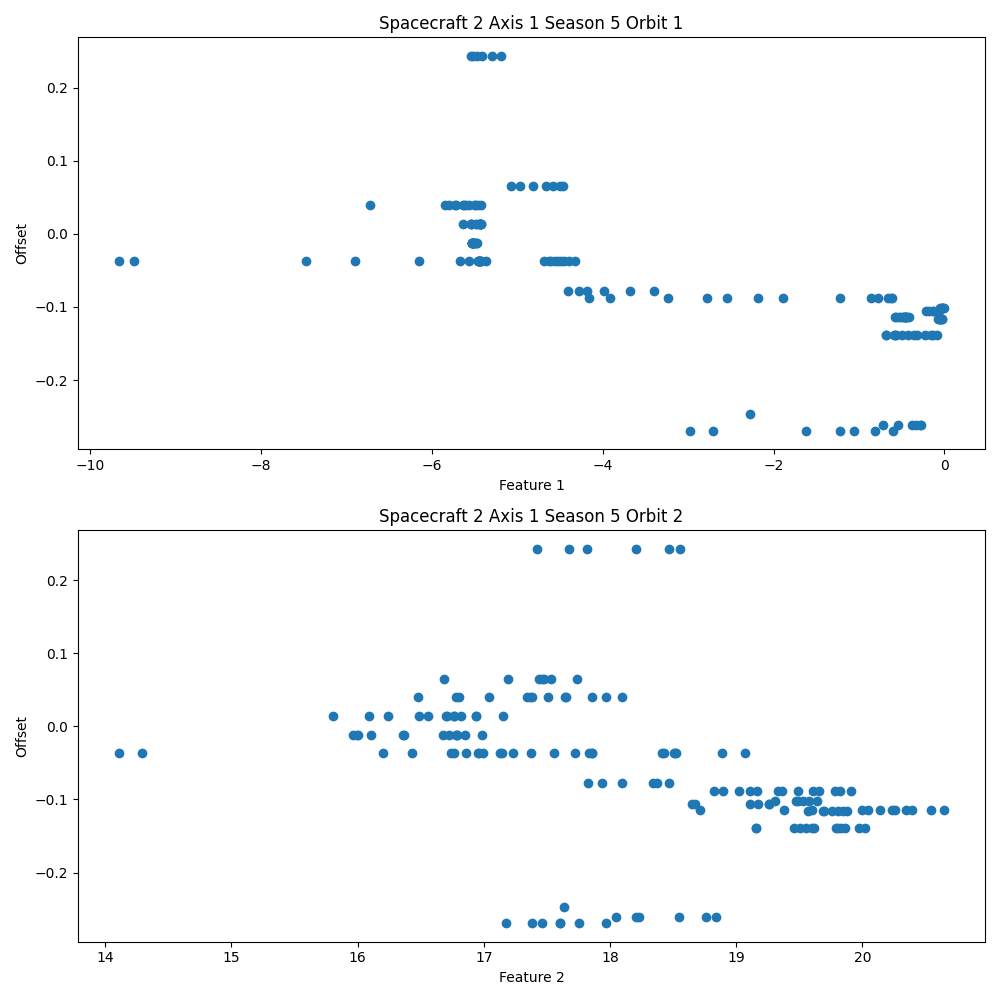 Spacecraft 2 Axis 1 Season 5 Orbit 1
0.2
0.1
0.0
−0.1
−0.2
Offset
−10 −8 −6 −4 −2 0
Feature 1
Spacecraft 2 Axis 1 Season 5 Orbit 2
0.2
0.1
0.0
−0.1
−0.2
Offset
14 15 16 17 18 19 20
Feature 2